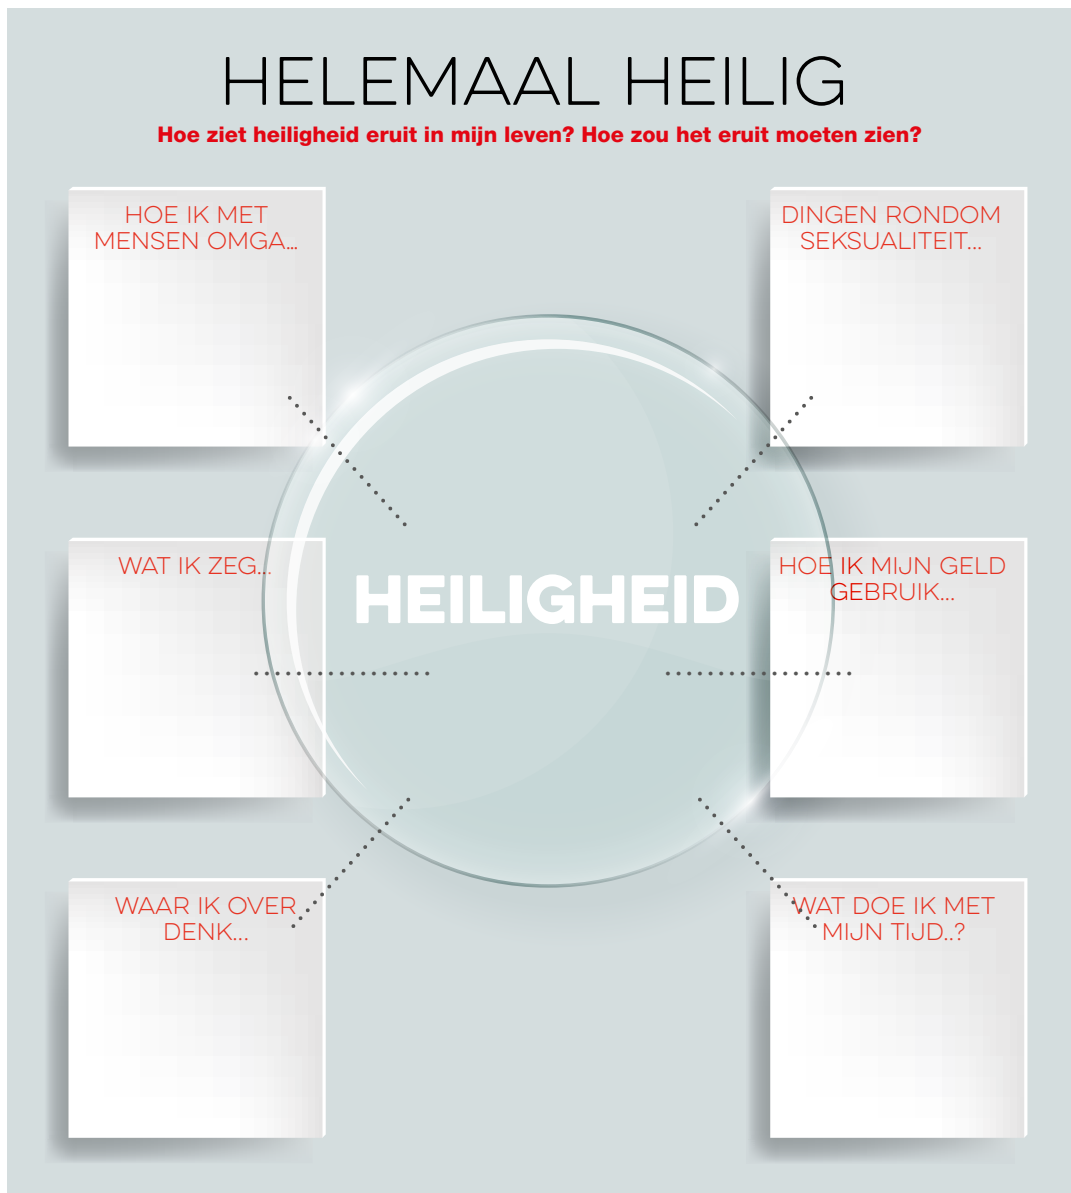 HELEMAAL HEILIG
Hoe ziet heiligheid eruit in mijn leven? Hoe zou het eruit moeten zien?
HOE IK MET
MENSEN OMGA...
DINGEN RONDOM
SEKSUALITEIT...
WAT IK ZEG...
HEILIGHEID
HOE IK MIJN GELD
GEBRUIK...
WAAR IK OVER
DENK...
WAT DOE IK MET
MIJN TIJD..?